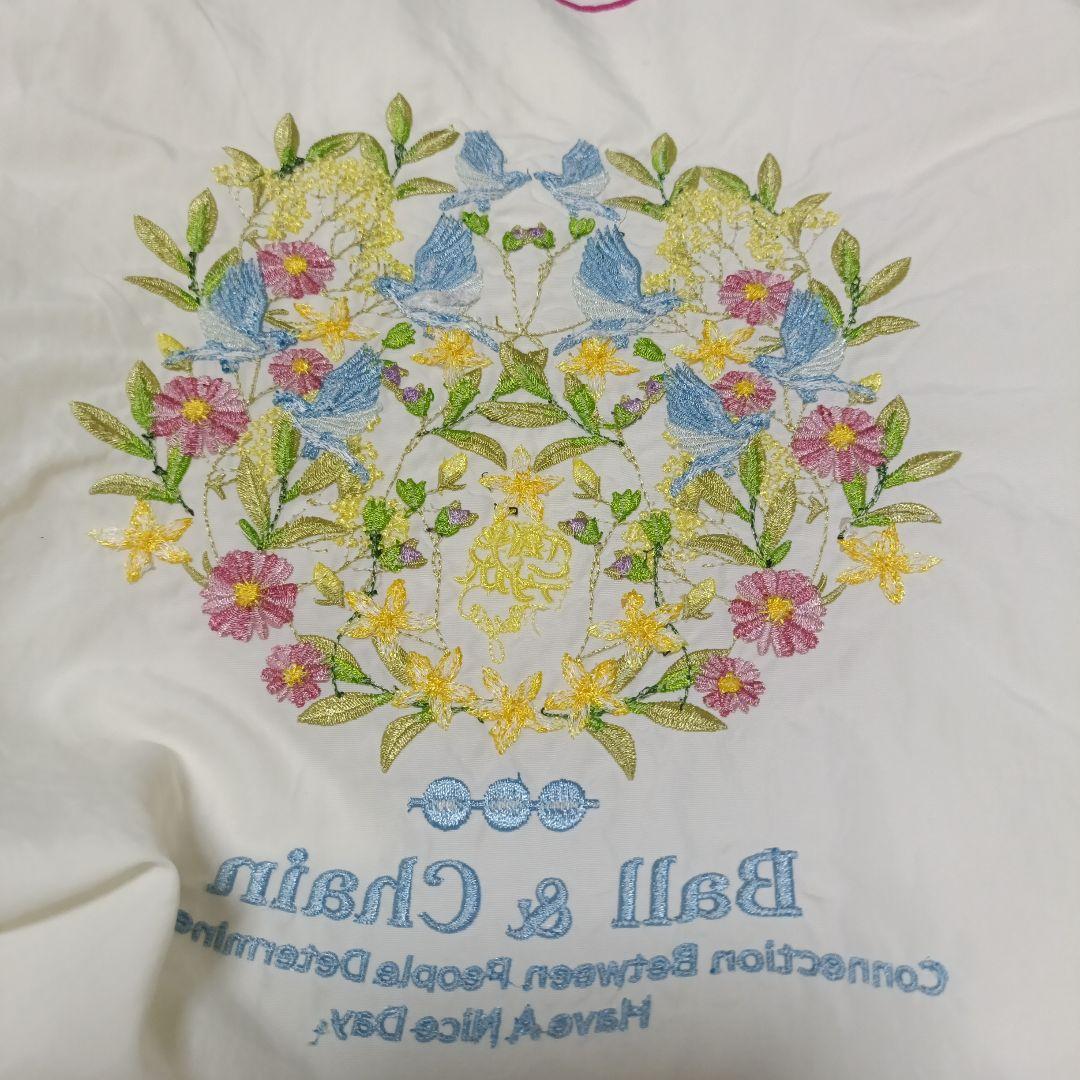 Ball & Chain
Connection Between People Determine
Have A Nice Day.